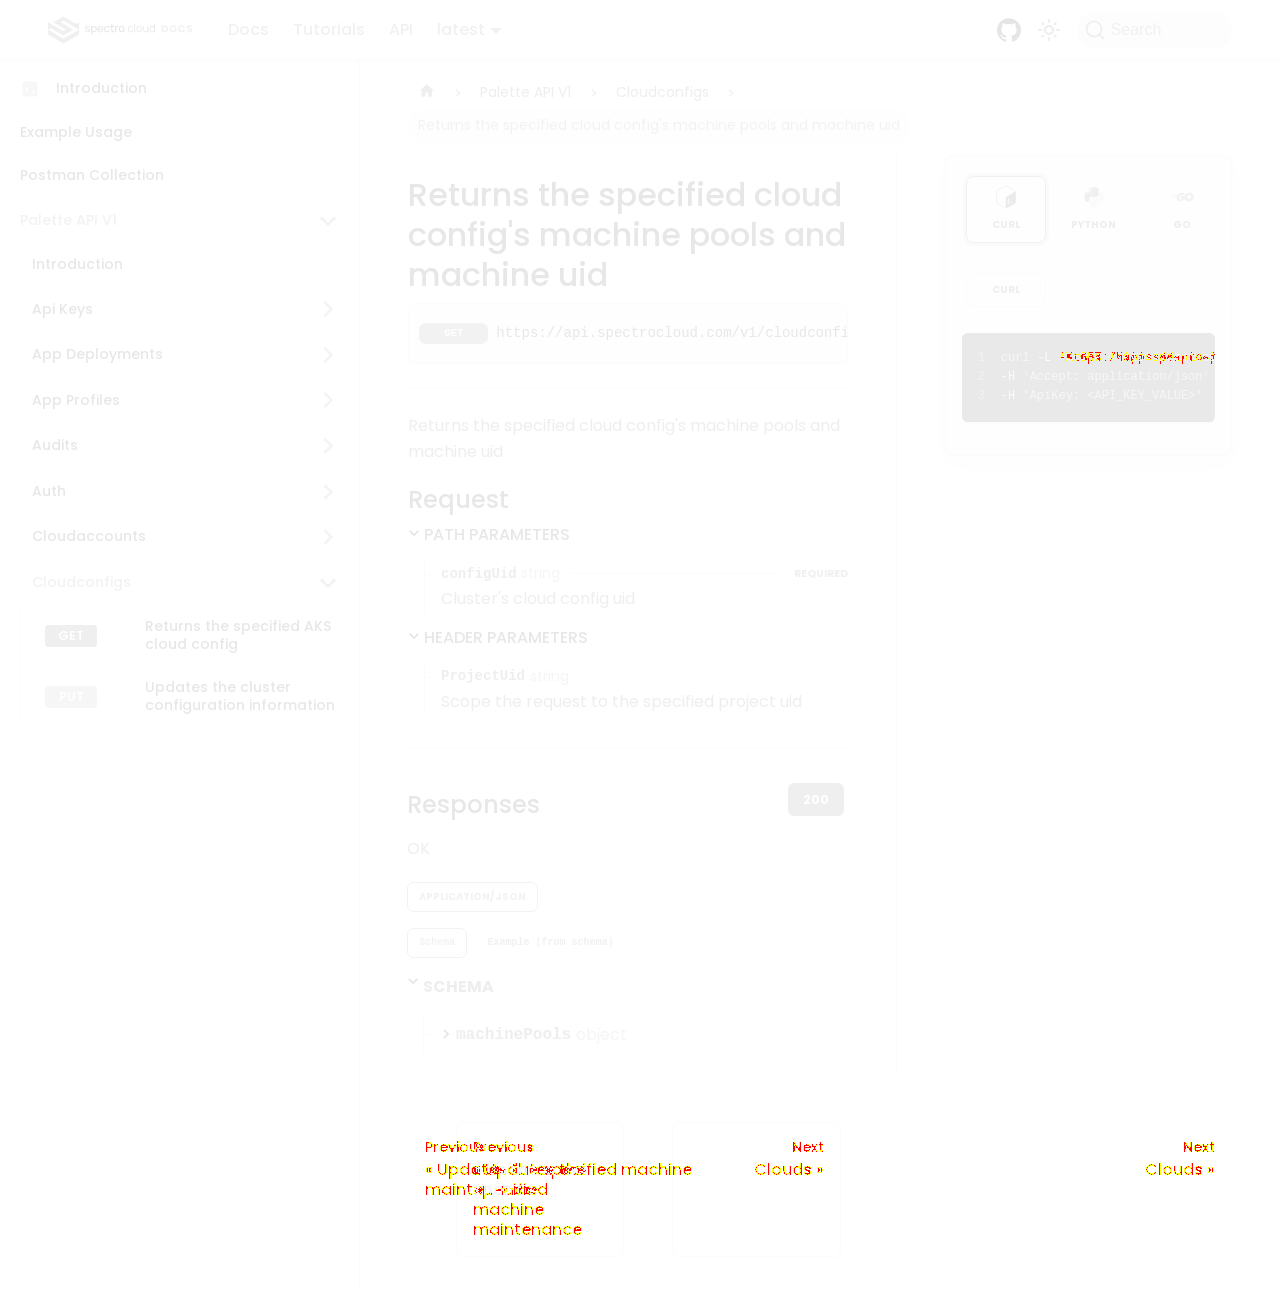 spectro cloud DOCS
Docs
Tutorials
API
latest
Search
Introduction
Example Usage
Postman Collection
Palette API V1
Introduction
Api Keys
App Deployments
App Profiles
Audits
Auth
Cloudaccounts
Cloudconfigs
GET
Returns the specified AKS
cloud config
PUT
Updates the cluster
configuration information
Palette API V1
Cloudconfigs
Returns the specified cloud config's machine pools and machine uid
Returns the specified cloud
config's machine pools and
machine uid
GET https://api.spectrocloud.com/v1/cloudconfi
Returns the specified cloud config's machine pools and
machine uid
Request
PATH PARAMETERS
configUid string REQUIRED
Cluster's cloud config uid
HEADER PARAMETERS
ProjectUid string
Scope the request to the specified project uid
Responses
200
OK
APPLICATION/JSON
Schema
Example (from schema)
SCHEMA
machinePools object
CURL
PYTHON
GO
CURL
1 curl -L
2 -H 'Accept: application/json'
3 -H 'ApiKey: <API_KEY_VALUE>'
Previous
Previous
Next
Next
specified machine
Clouds »
Clouds »
machine
maintenance